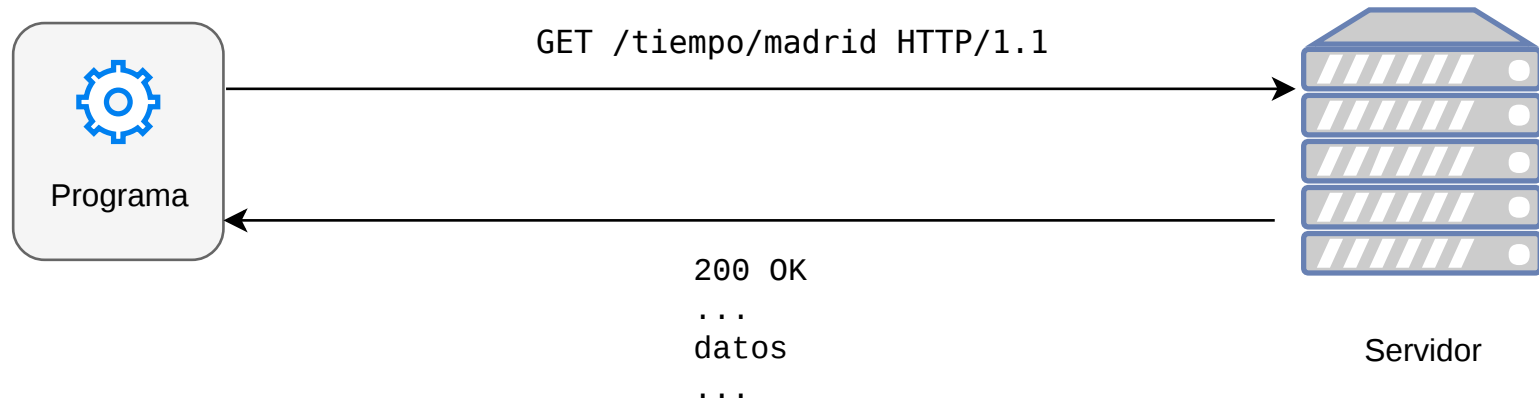 GET /tiempo/madrid HTTP/1.1
Programa
200 OK
...
datos
...
Servidor